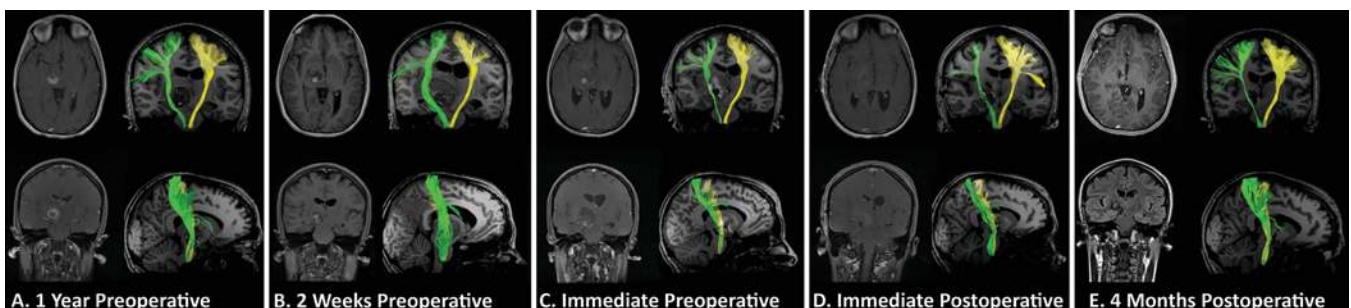 A. 1 Year Preoperative
B. 2 Weeks Preoperative
C. Immediate Preoperative
D. Immediate Postoperative
E. 4 Months Postoperative